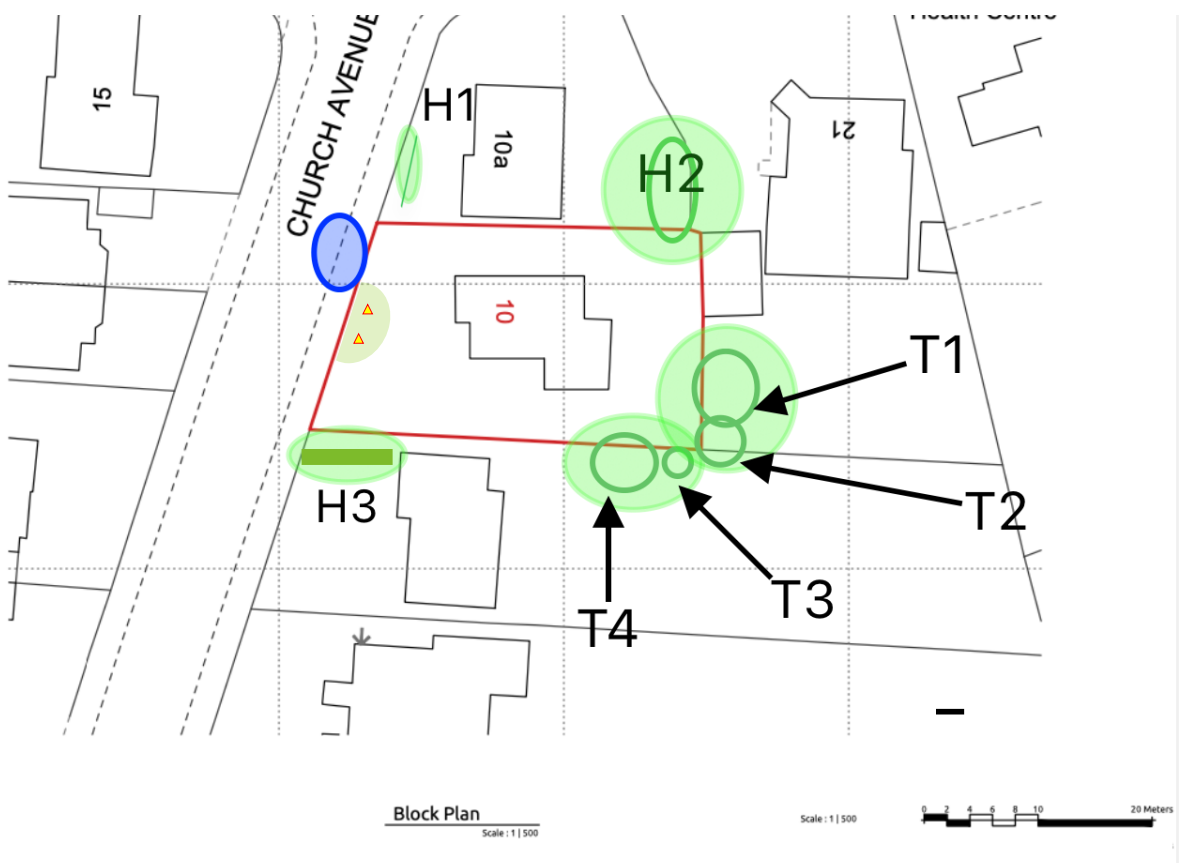 Health Centre
CHURCH AVENUE
15
H1
10a
H2
21
10
T1
H3
T2
T3
T4
Block Plan
Scale : 1 | 500
Scale : 1 | 500
0 2 4 6 8 10 20 Meters